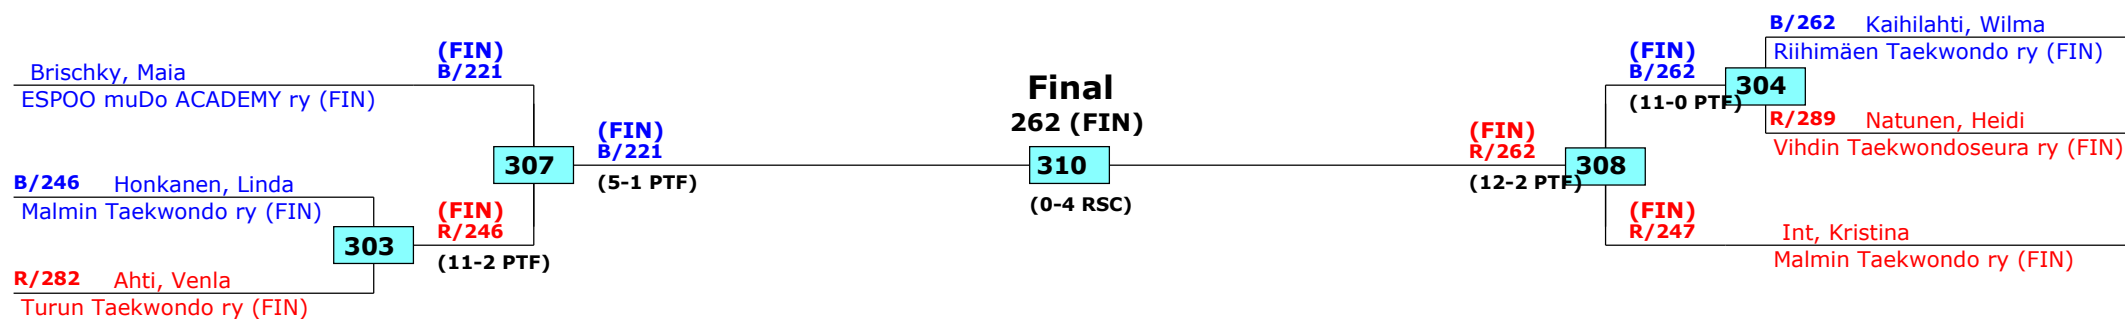 (FIN)
B/221
Brischky, Maia
ESPOO muDo ACADEMY ry (FIN)
307
(FIN)
B/221
(5-1 PTF)
B/246 Honkanen, Linda
Malmin Taekwondo ry (FIN)
303
(FIN)
R/246
(11-2 PTF)
R/282 Ahti, Venla
Turun Taekwondo ry (FIN)
Final
262 (FIN)
310
(0-4 RSC)
B/262 Kaihilahti, Wilma
Riihimäen Taekwondo ry (FIN)
(FIN)
B/262
304
(11-0 PTF)
R/289 Natunen, Heidi
Vihdin Taekwondoseura ry (FIN)
(FIN)
R/262
308
(12-2 PTF)
(FIN)
R/247
Int, Kristina
Malmin Taekwondo ry (FIN)